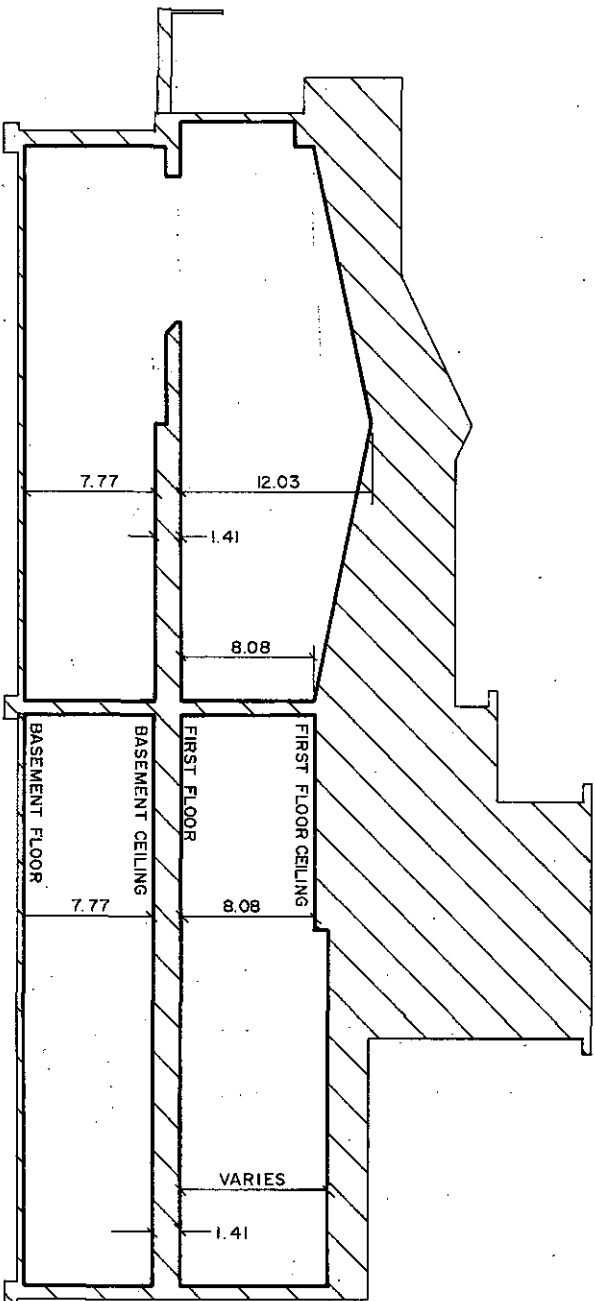 7.77
12.03
1.41
8.08
BASEMENT FLOOR
BASEMENT CEILING
FIRST FLOOR
FIRST FLOOR CEILING
7.77
8.08
VARIES
1.41